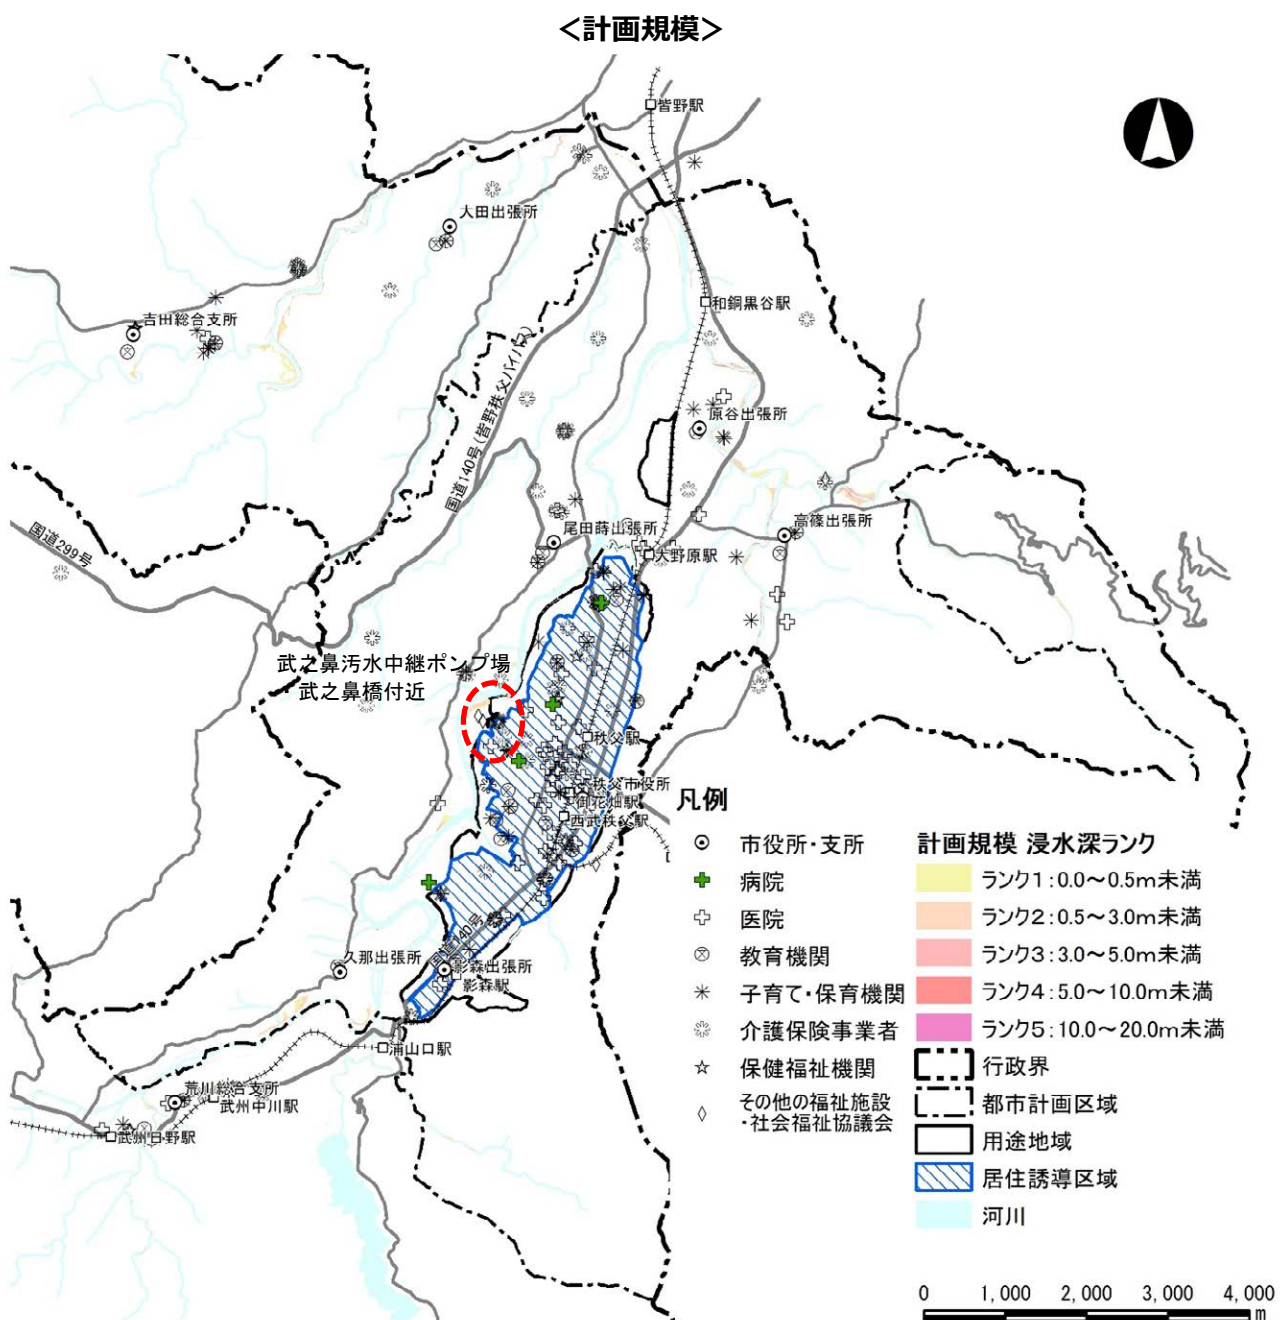 ＜計画規模＞
皆野駅
大田出張所
和銅黒谷駅
吉田総合支所
国道140号(皆野秩父バイパス)
原谷出張所
国道299号
尾田蒔出張所
高篠出張所
大野原駅
武之鼻汚水中継ポンプ場
武之鼻橋付近
秩父駅
秩父市役所
御花畑駅
西武秩父駅
国道140号
久那出張所
影森出張所
影森駅
浦山口駅
荒川総合支所
武州中川駅
武州日野駅
凡例
市役所・支所
病院
医院
教育機関
子育て・保育機関
介護保険事業者
保健福祉機関
その他の福祉施設
・社会福祉協議会
計画規模 浸水深ランク
ランク1：0.0～0.5m未満
ランク2：0.5～3.0m未満
ランク3：3.0～5.0m未満
ランク4：5.0～10.0m未満
ランク5：10.0～20.0m未満
行政界
都市計画区域
用途地域
居住誘導区域
河川
0 1,000 2,000 3,000 4,000
m